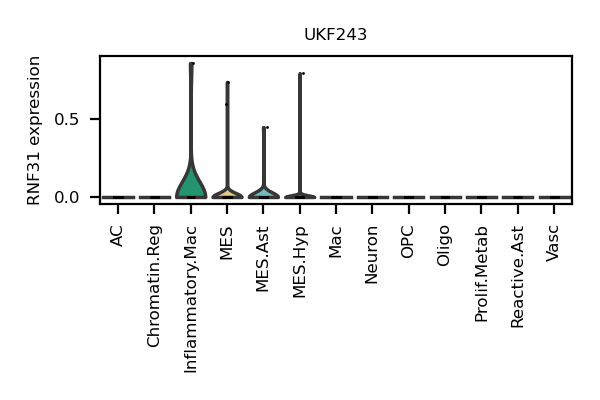 UKF243
RNF31 expression
0.5
0.0
AC
Chromatin.Reg
Inflammatory.Mac
MES
MES.Ast
MES.Hyp
Mac
Neuron
OPC
Oligo
Prolif.Metab
Reactive.Ast
Vasc